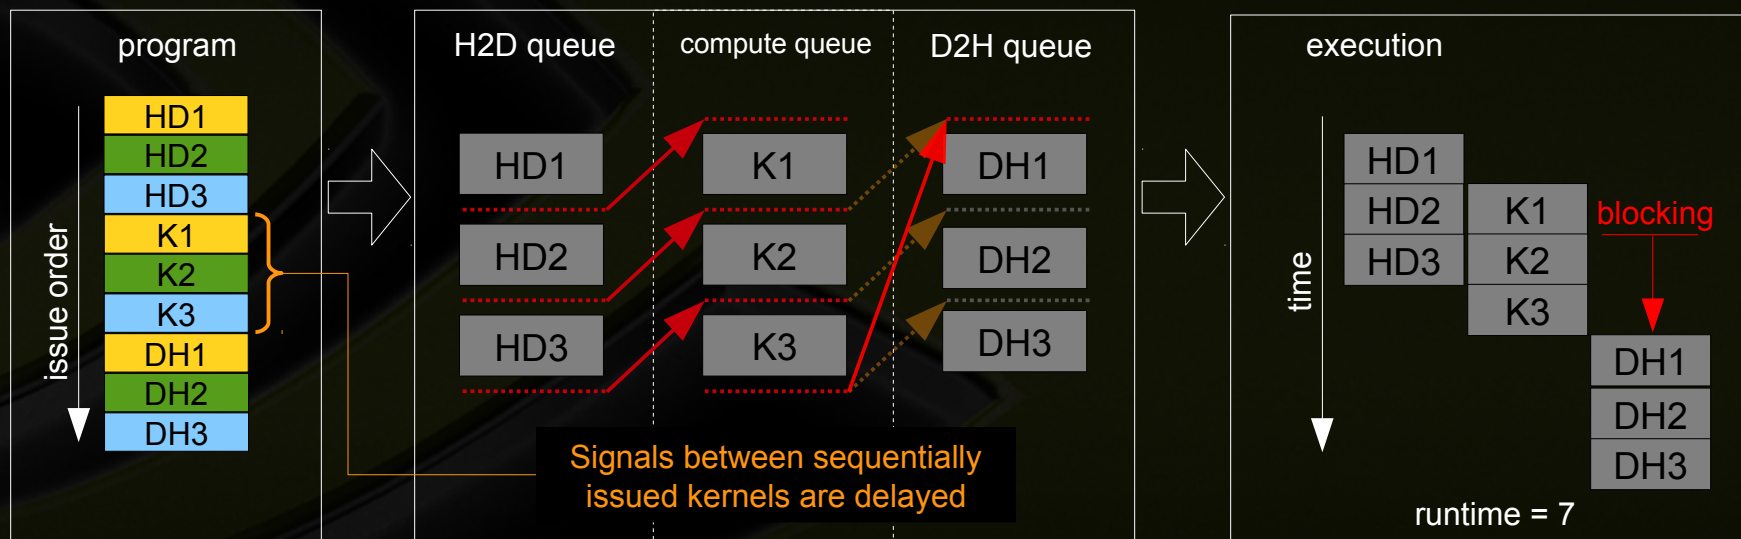 program
issue order
HD1
HD2
HD3
K1
K2
K3
DH1
DH2
DH3
H2D queue
HD1
HD2
HD3
compute queue
K1
K2
K3
D2H queue
DH1
DH2
DH3
Signals between sequentially
issued kernels are delayed
execution
time
HD1
HD2
HD3
K1
K2
K3
blocking
DH1
DH2
DH3
runtime = 7